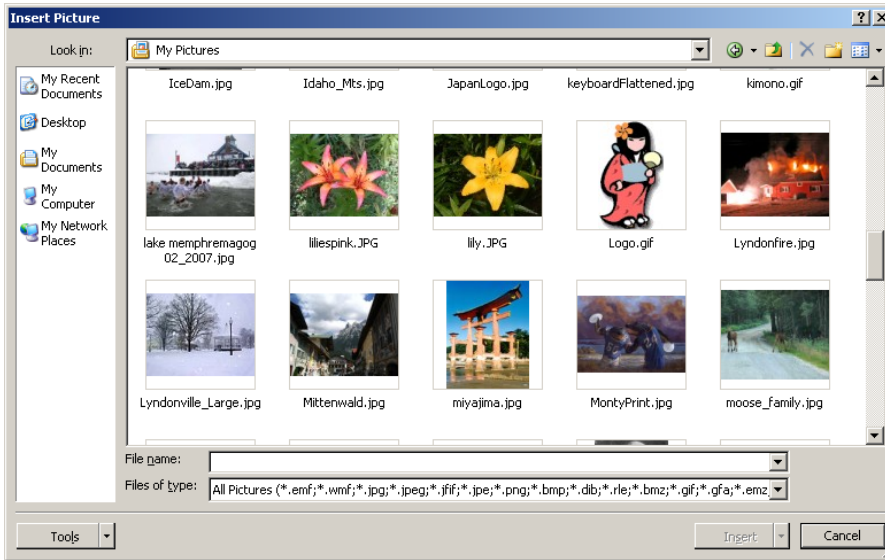 Insert Picture
Look in:
My Pictures
My Recent
Documents
Desktop
My
Documents
My
Computer
My Network
Places
IceDam.jpg
Idaho_Mts.jpg
JapanLogo.jpg
keyboardFlattened.jpg
kimono.gif
lake memphremagog
02_2007.jpg
liliespink.JPG
lily.JPG
Logo.gif
Lyndonfire.jpg
Lyndonville_Large.jpg
Mittenwald.jpg
miyajima.jpg
MontyPrint.jpg
moose_family.jpg
File name:
Files of type:
All Pictures (*.emf;*.wmf;*.jpg;*.jpeg;*.jfif;*.jpe;*.png;*.bmp;*.dib;*.rle;*.bmz;*.gif;*.gfa;*.emz
Tools
Insert
Cancel